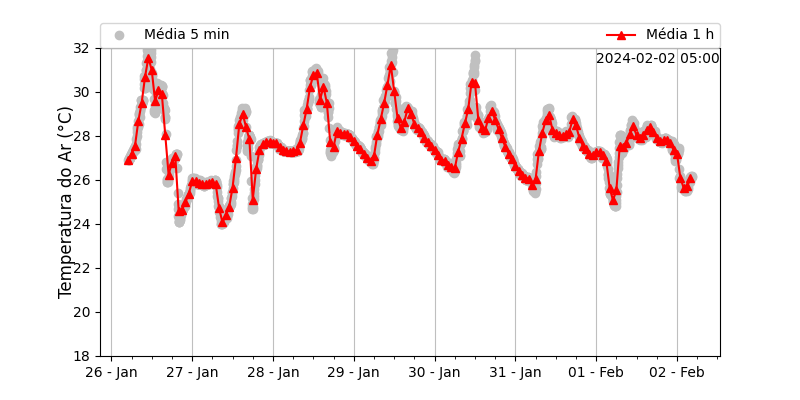 Média 5 min
Média 1 h
2024-02-02 05:00
Temperatura do Ar (°C)
32
30
28
26
24
22
20
18
26 - Jan
27 - Jan
28 - Jan
29 - Jan
30 - Jan
31 - Jan
01 - Feb
02 - Feb